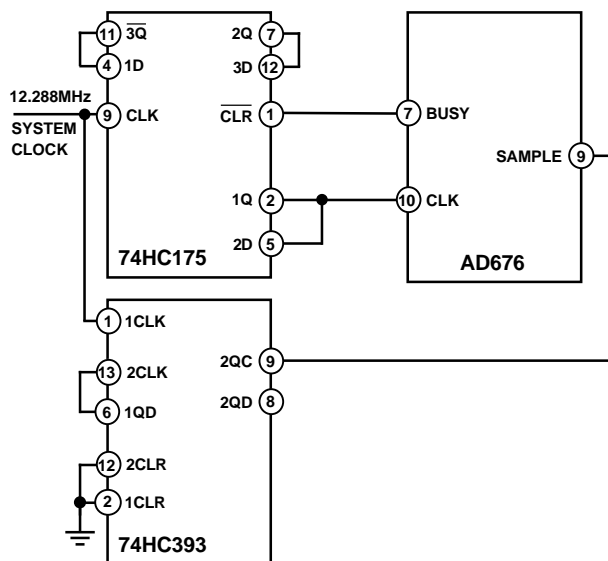 11 3Q 2Q 7
4 1D 3D 12
12.288MHz
9 CLK CLR 1 7 BUSY
SYSTEM
CLOCK
SAMPLE 9
1Q 2 10 CLK
2D 5
74HC175 AD676
1 1CLK
2QC 9
13 2CLK
2QD 8
6 1QD
12 2CLR
2 1CLR
74HC393